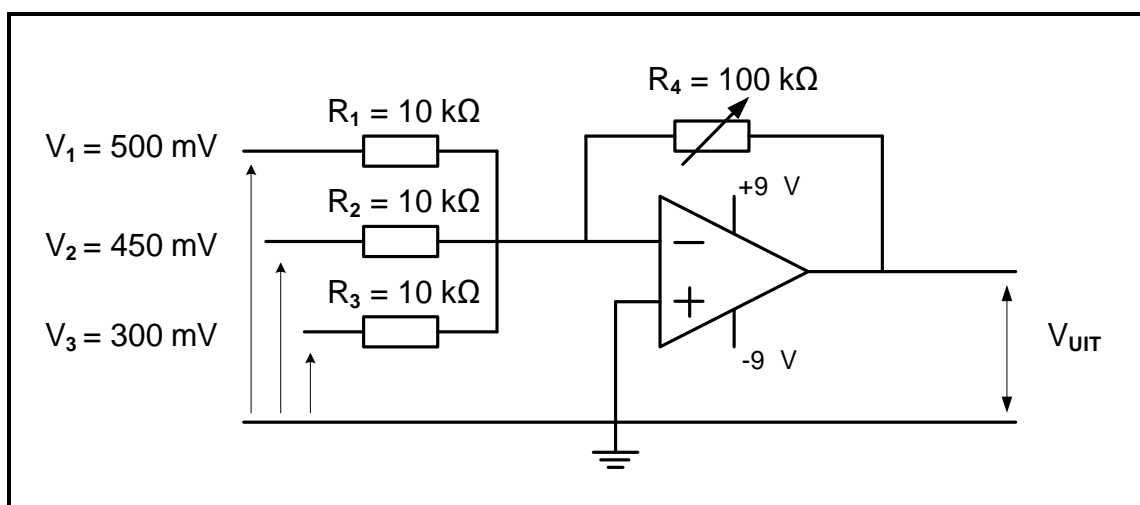 R4 = 100 kΩ
R1 = 10 kΩ
V1 = 500 mV
+9 V
R2 = 10 kΩ
V2 = 450 mV
−
R3 = 10 kΩ
+
V3 = 300 mV
-9 V
VUIT